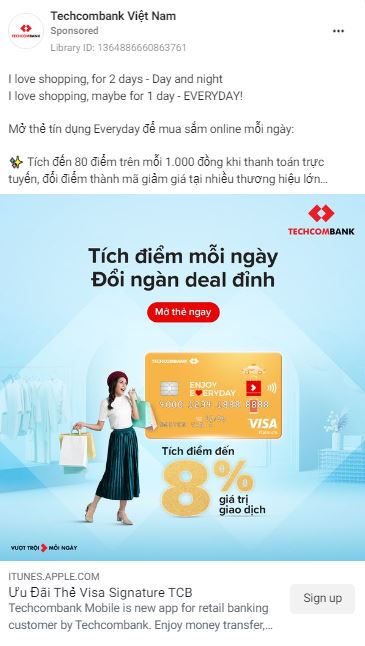 Techcombank Việt Nam
Sponsored
Library ID: 1364886660863761
I love shopping, for 2 days - Day and night
I love shopping, maybe for 1 day - EVERYDAY!
Mở thẻ tín dụng Everyday để mua sắm online mỗi ngày:
✨ Tích đến 80 điểm trên mỗi 1.000 đồng khi thanh toán trực
tuyến, đổi điểm thành mã giảm giá tại nhiều thương hiệu lớn...
TECHCOMBANK
Tích điểm mỗi ngày
Đổi ngàn deal đỉnh
Mở thẻ ngay
TECHCOMBANK
ENJOY
EVERYDAY
VISA
Platinum
Tích điểm đến
8%
giá trị
giao dịch
VƯỢT TRỘI MỖI NGÀY
ITUNES.APPLE.COM
Ưu Đãi Thẻ Visa Signature TCB
Techcombank Mobile is new app for retail banking
customer by Techcombank. Enjoy money transfer,...
Sign up